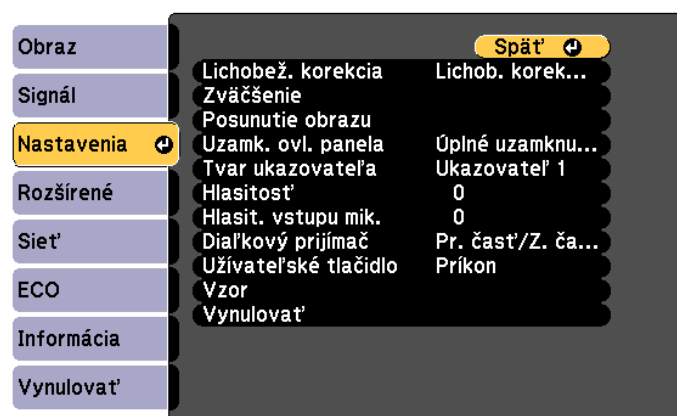 Obraz
Signál
Nastavenia
Rozšírené
Sieť
ECO
Informácia
Vynulovať
Späť
Lichobež. korekcia Lichob. korek...
Zväčšenie
Posunutie obrazu
Uzamk. ovl. panela Úplné uzamknu...
Tvar ukazovateľa Ukazovateľ 1
Hlasitosť 0
Hlasit. vstupu mik. 0
Diaľkový prijímač Pr. časť/Z. ča...
Užívateľské tlačidlo Príkon
Vzor
Vynulovať